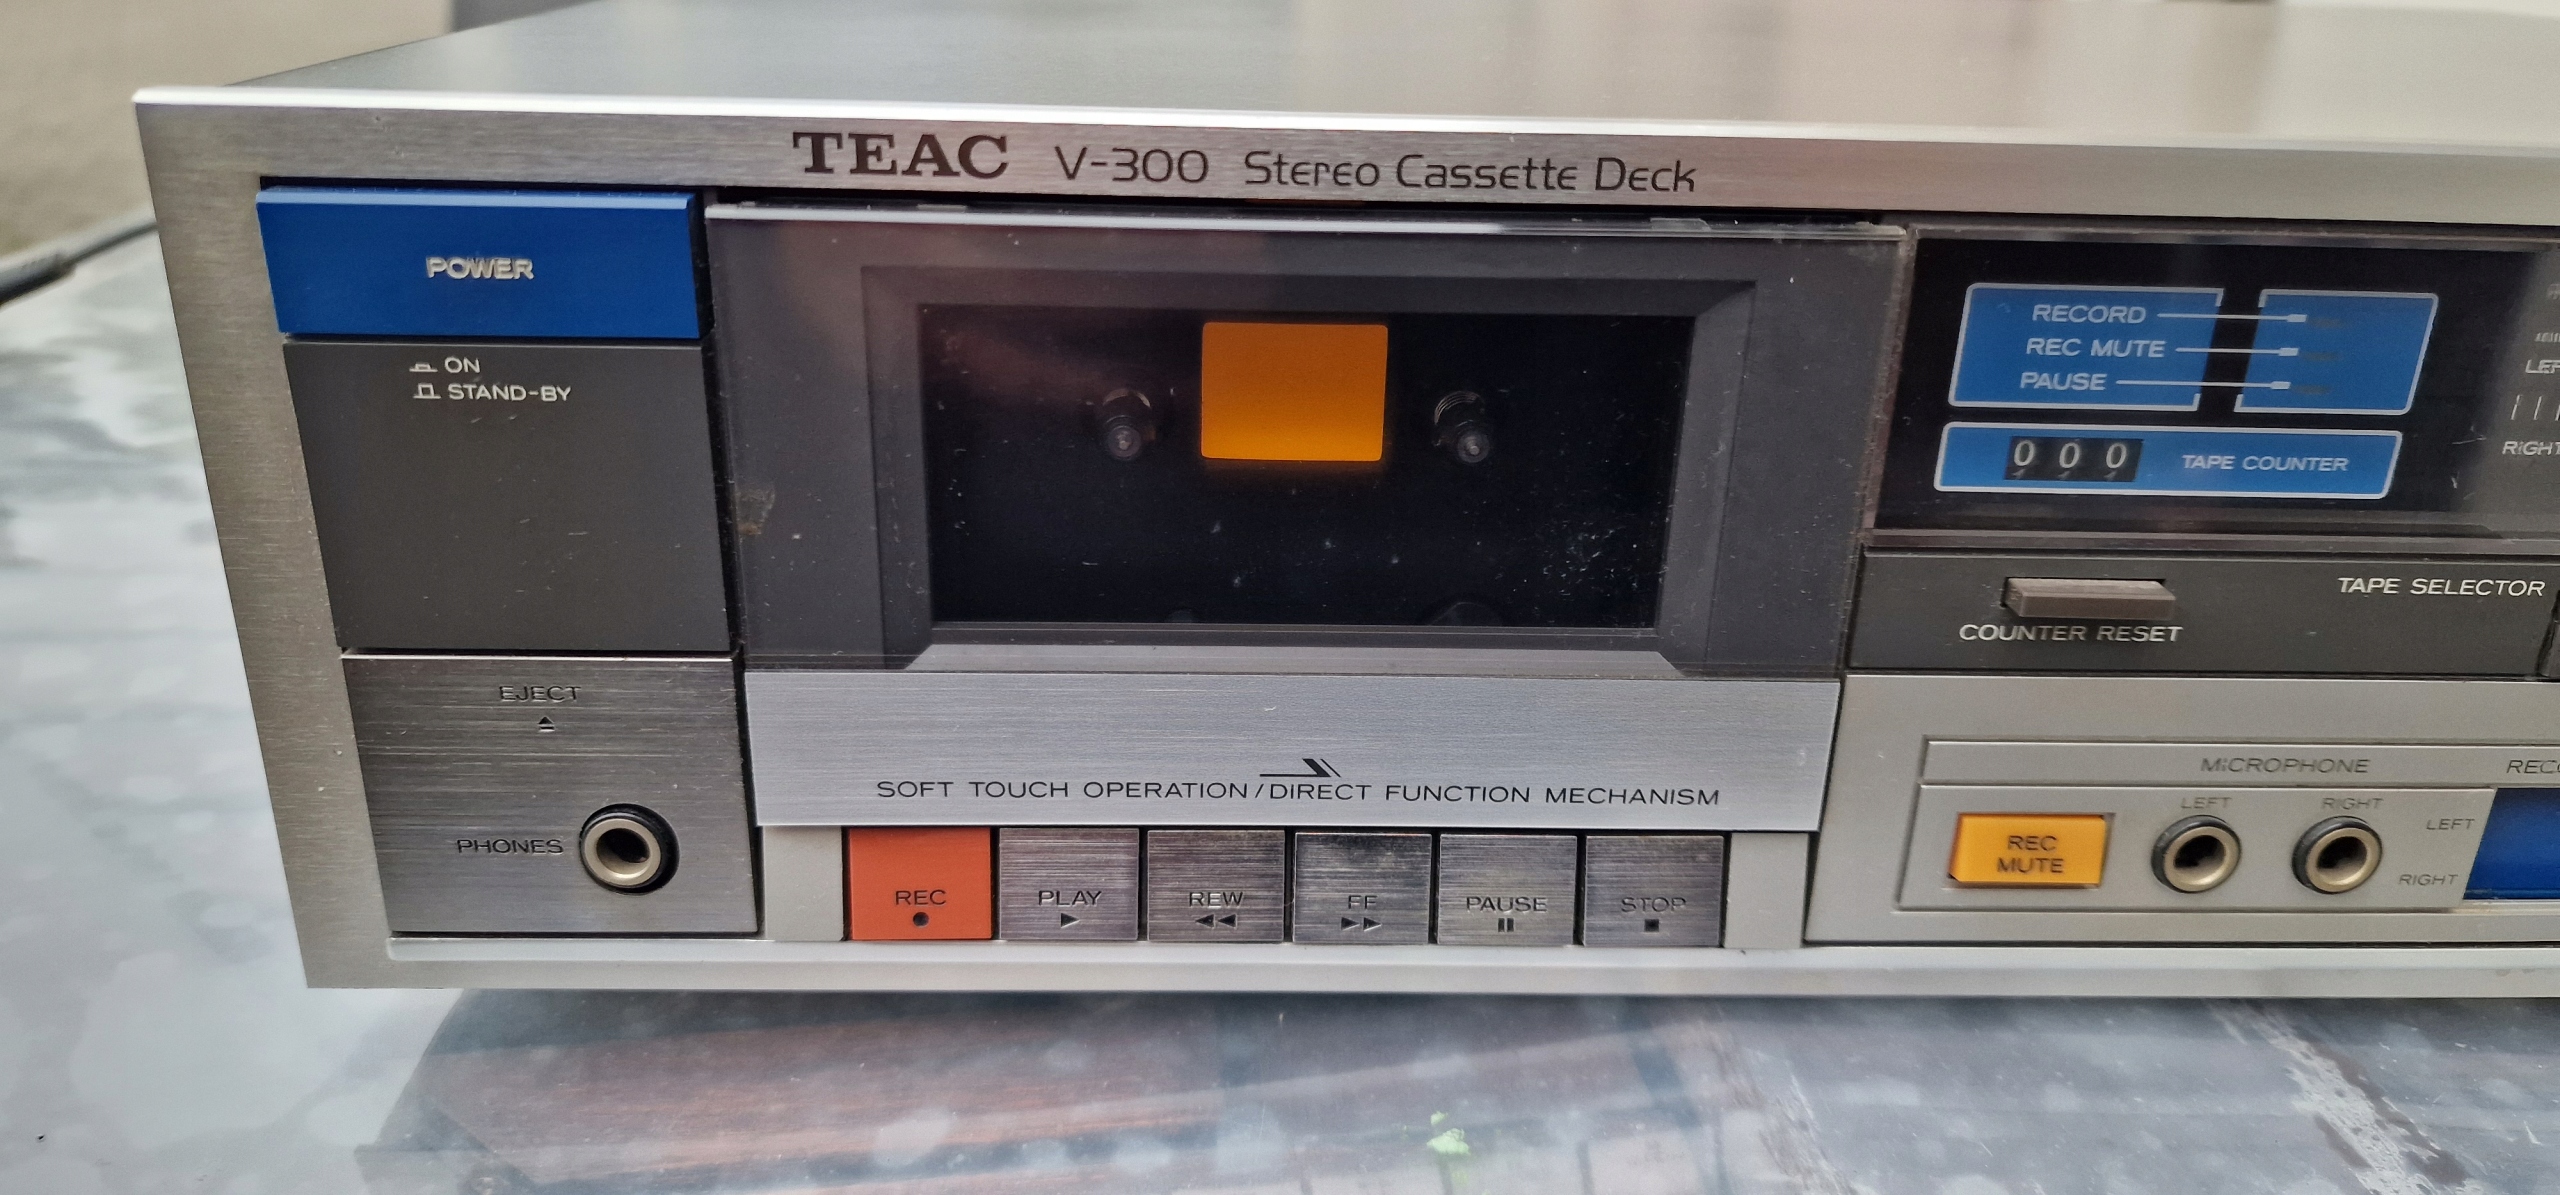 TEAC V-300 Stereo Cassette Deck
POWER
ON
STAND-BY
EJECT
PHONES
SOFT TOUCH OPERATION/DIRECT FUNCTION MECHANISM
REC
PLAY
REW
FF
PAUSE
STOP
RECORD
REC MUTE
PAUSE
000 TAPE COUNTER
RIGHT
COUNTER RESET
TAPE SELECTOR
MICROPHONE
LEFT RIGHT
REC
MUTE
LEFT
RIGHT